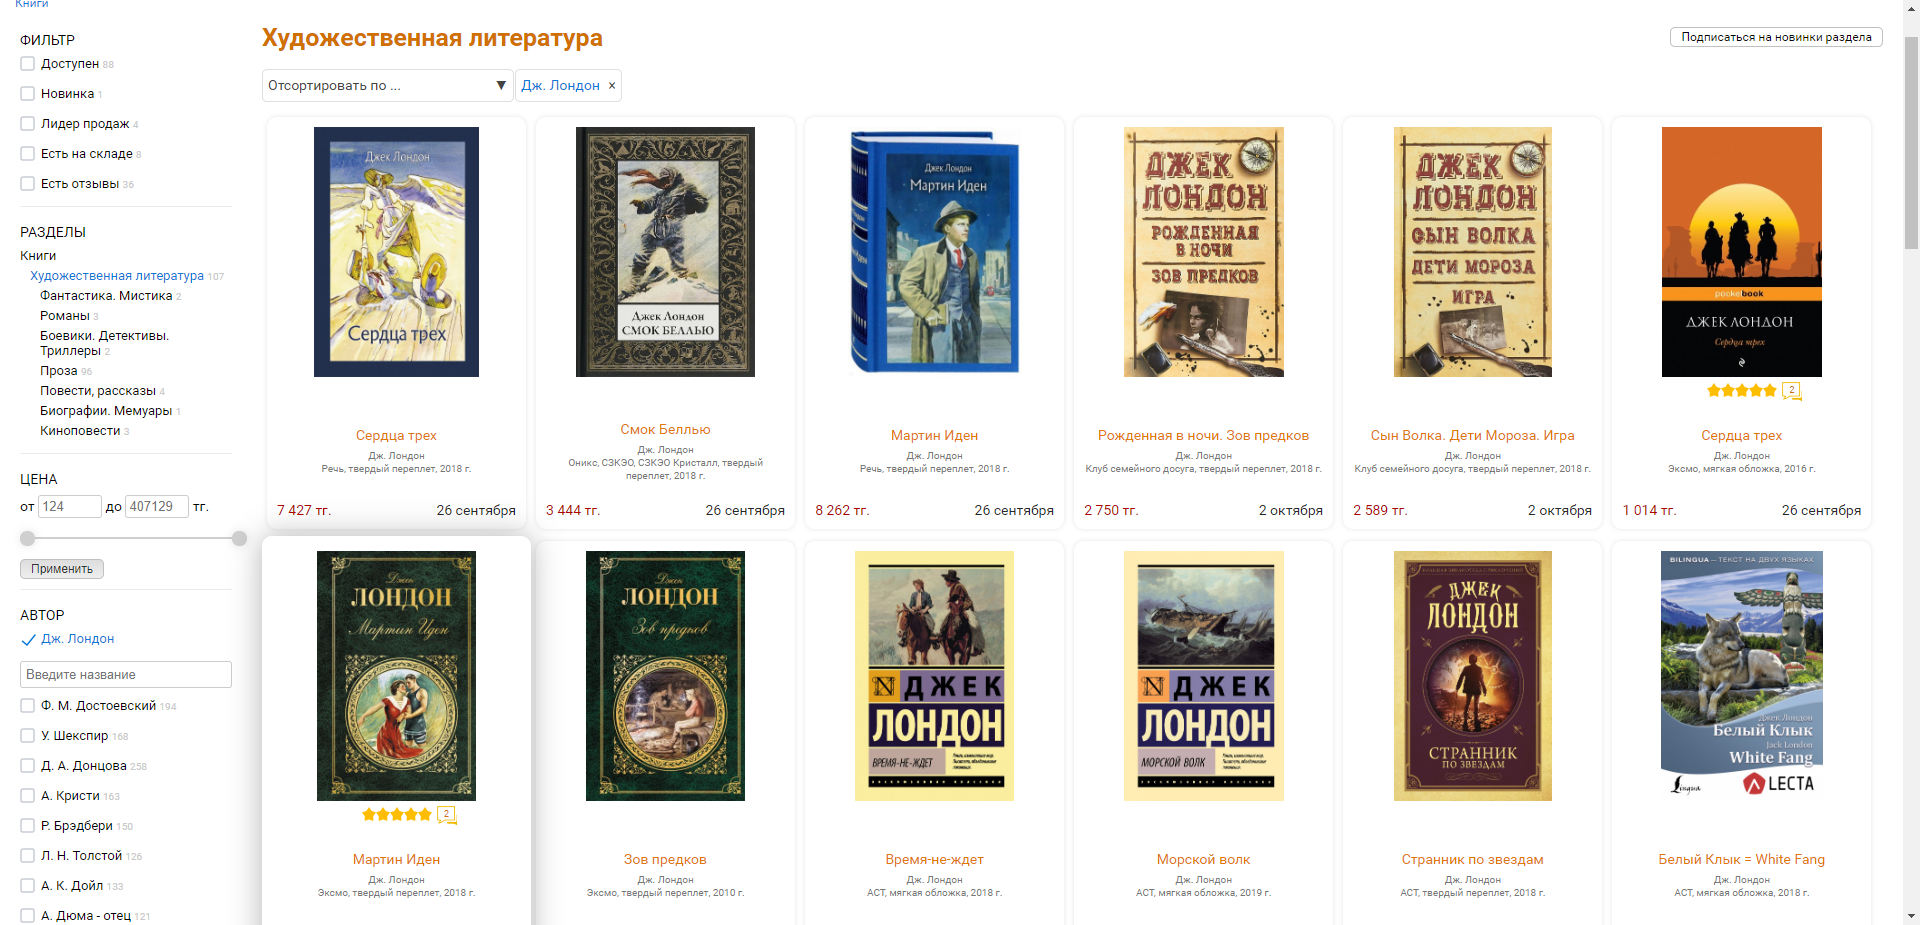 Книги
ФИЛЬТР
Доступен 88
Новинка 1
Лидер продаж 4
Есть на складе 8
Есть отзывы 36
РАЗДЕЛЫ
Книги
Художественная литература 107
Фантастика. Мистика 2
Романы 3
Боевики. Детективы.
Триллеры 2
Проза 96
Повести, рассказы 4
Биографии. Мемуары 1
Киноповести 3
ЦЕНА
от 124 до 407129 тг.
Применить
АВТОР
Дж. Лондон
Введите название
Ф. М. Достоевский 194
У. Шекспир 168
Д. А. Донцова 258
А. Кристи 163
Р. Брэдбери 150
Л. Н. Толстой 126
А. К. Дойл 133
А. Дюма - отец 121
Художественная литература
Подписаться на новинки раздела
Отсортировать по ... ▼
Дж. Лондон ×
Джек Лондон
Сердца трех
Сердца трех
Дж. Лондон
Речь, твердый переплет, 2018 г.
7 427 тг. 26 сентября
Джек Лондон
СМОК БЕЛЛЬЮ
Смок Беллью
Дж. Лондон
Оникс, СЗКЭО, СЗКЭО Кристалл, твердый
переплет, 2018 г.
3 444 тг. 26 сентября
Джек Лондон
Мартин Иден
Мартин Иден
Дж. Лондон
Речь, твердый переплет, 2018 г.
8 262 тг. 26 сентября
ДЖЕК
ЛОНДОН
РОЖДЕННАЯ
В НОЧИ
ЗОВ ПРЕДКОВ
Рожденная в ночи. Зов предков
Дж. Лондон
Клуб семейного досуга, твердый переплет, 2018 г.
2 750 тг. 2 октября
ДЖЕК
ЛОНДОН
СЫН ВОЛКА
ДЕТИ МОРОЗА
ИГРА
Сын Волка. Дети Мороза. Игра
Дж. Лондон
Клуб семейного досуга, твердый переплет, 2018 г.
2 589 тг. 2 октября
pocketbook
ДЖЕК ЛОНДОН
Сердца трех
2
Сердца трех
Дж. Лондон
Эксмо, мягкая обложка, 2016 г.
1 014 тг. 26 сентября
Джек
ЛОНДОН
Мартин Иден
2
Мартин Иден
Дж. Лондон
Эксмо, твердый переплет, 2018 г.
Джек
ЛОНДОН
Зов предков
Зов предков
Дж. Лондон
Эксмо, твердый переплет, 2010 г.
ДЖЕК
ЛОНДОН
ВРЕМЯ-НЕ-ЖДЕТ
Время-не-ждет
Дж. Лондон
АСТ, мягкая обложка, 2018 г.
ДЖЕК
ЛОНДОН
МОРСКОЙ ВОЛК
Морской волк
Дж. Лондон
АСТ, мягкая обложка, 2019 г.
ДЖЕК
ЛОНДОН
СТРАННИК
ПО ЗВЕЗДАМ
Странник по звездам
Дж. Лондон
АСТ, твердый переплет, 2018 г.
BILINGUA — ТЕКСТ НА ДВУХ ЯЗЫКАХ
Джек Лондон
Белый Клык
Jack London
White Fang
Lingua
LECTA
Белый Клык = White Fang
Дж. Лондон
АСТ, мягкая обложка, 2018 г.